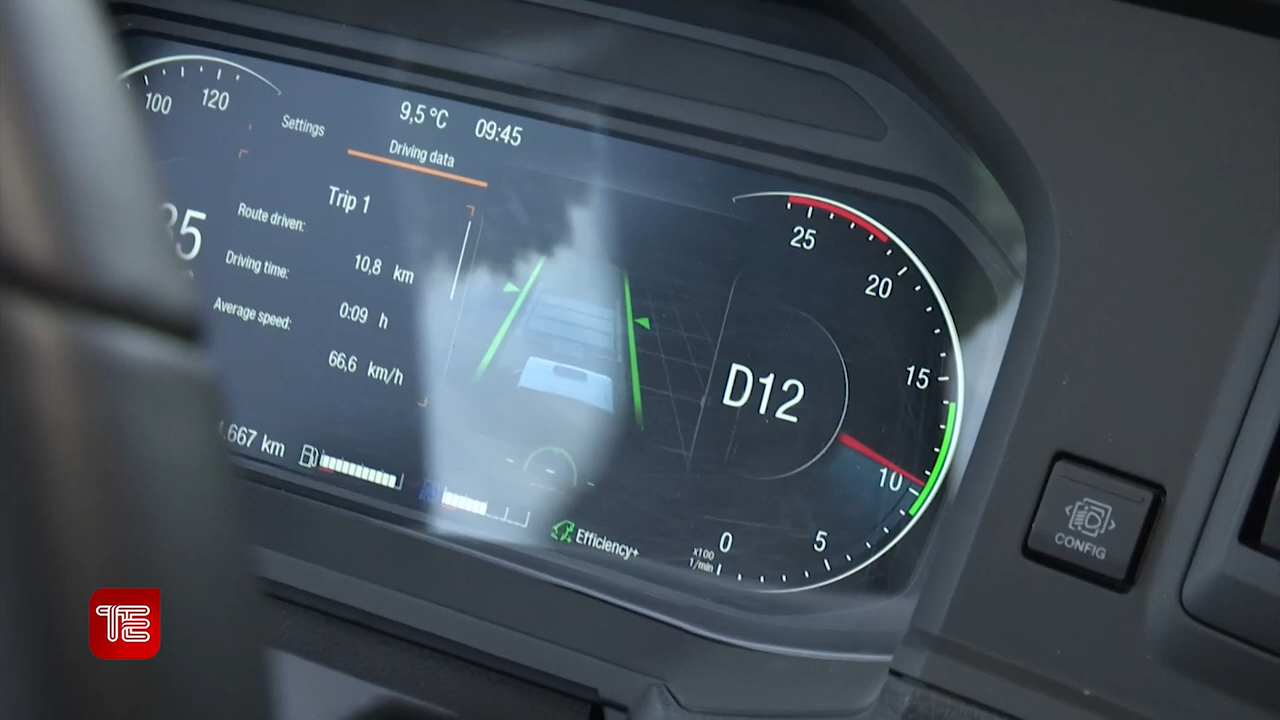 100
120
Settings
9,5 °C
09:45
Driving data
Trip 1
Route driven:
10,8 km
Driving time:
0:09 h
Average speed:
66,6 km/h
667 km
Efficiency+
D12
x100
1/min
0
5
10
15
20
25
CONFIG
TE